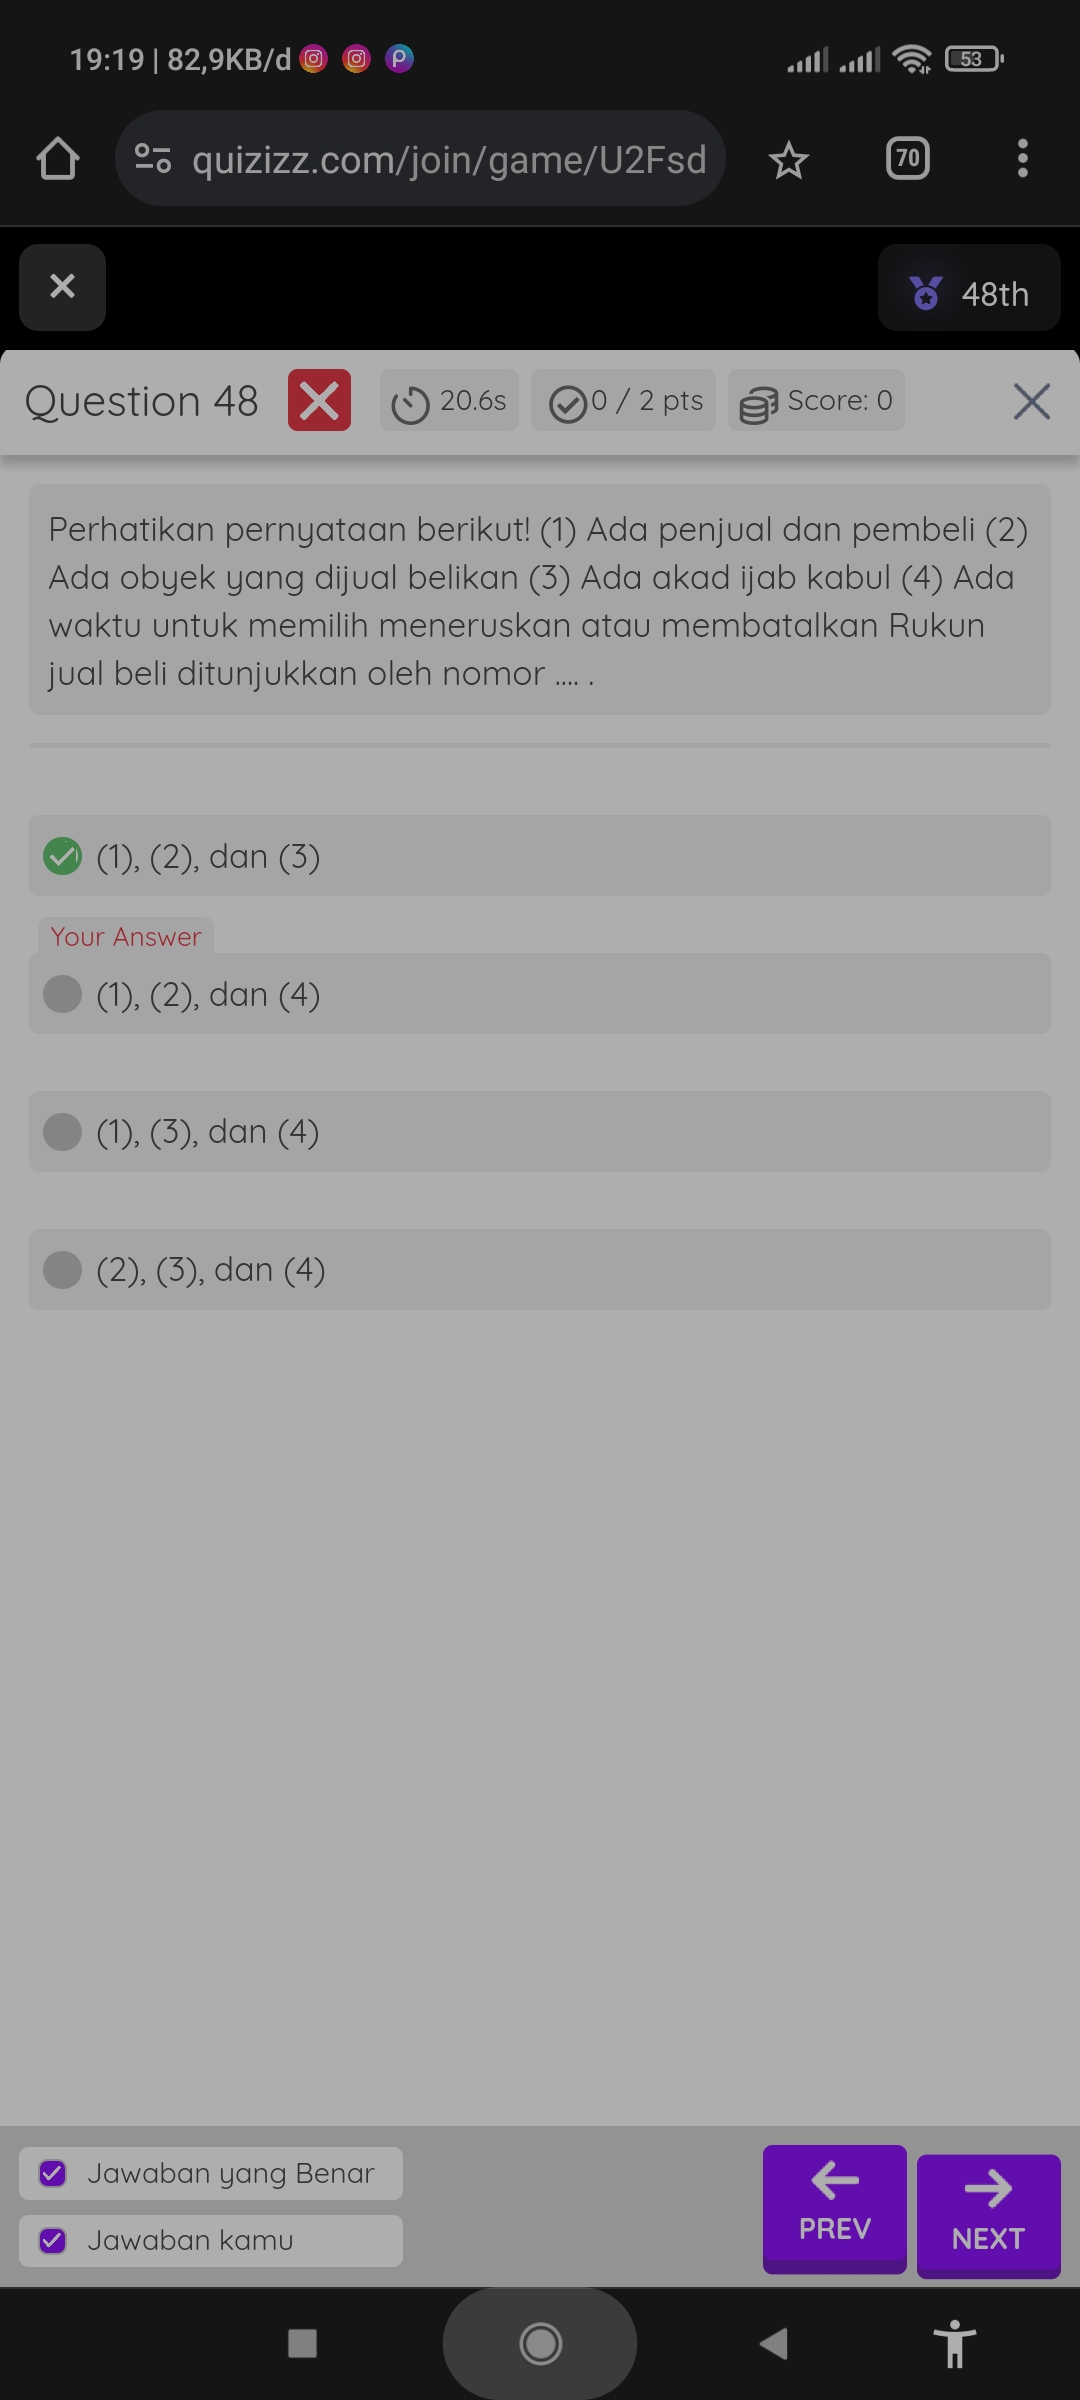 19:19 | 82,9KB/d
53
quizizz.com/join/game/U2Fsd
70
48th
Question 48
20.6s
0 / 2 pts
Score: 0
Perhatikan pernyataan berikut! (1) Ada penjual dan pembeli (2)
Ada obyek yang dijual belikan (3) Ada akad ijab kabul (4) Ada
waktu untuk memilih meneruskan atau membatalkan Rukun
jual beli ditunjukkan oleh nomor .... .
(1), (2), dan (3)
Your Answer
(1), (2), dan (4)
(1), (3), dan (4)
(2), (3), dan (4)
Jawaban yang Benar
Jawaban kamu
PREV
NEXT